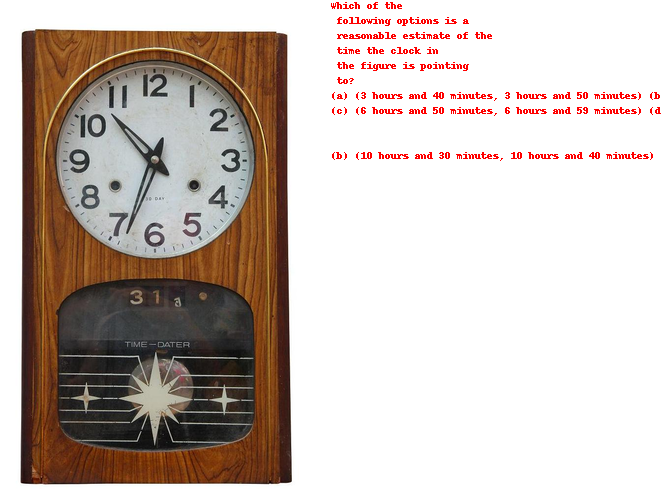 Which of the
following options is a
reasonable estimate of the
time the clock in
the figure is pointing
to?
(a) (3 hours and 40 minutes, 3 hours and 50 minutes) (b
(c) (6 hours and 50 minutes, 6 hours and 59 minutes) (d
(b) (10 hours and 30 minutes, 10 hours and 40 minutes)
12
11 1
10 2
9 3
8 4
7 5
6
DAY
31
TIME-DATER